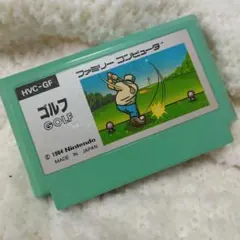 HVC-GF
ファミリー コンピュータ
ゴルフ
GOLF
© 1984 Nintendo
MADE IN JAPAN